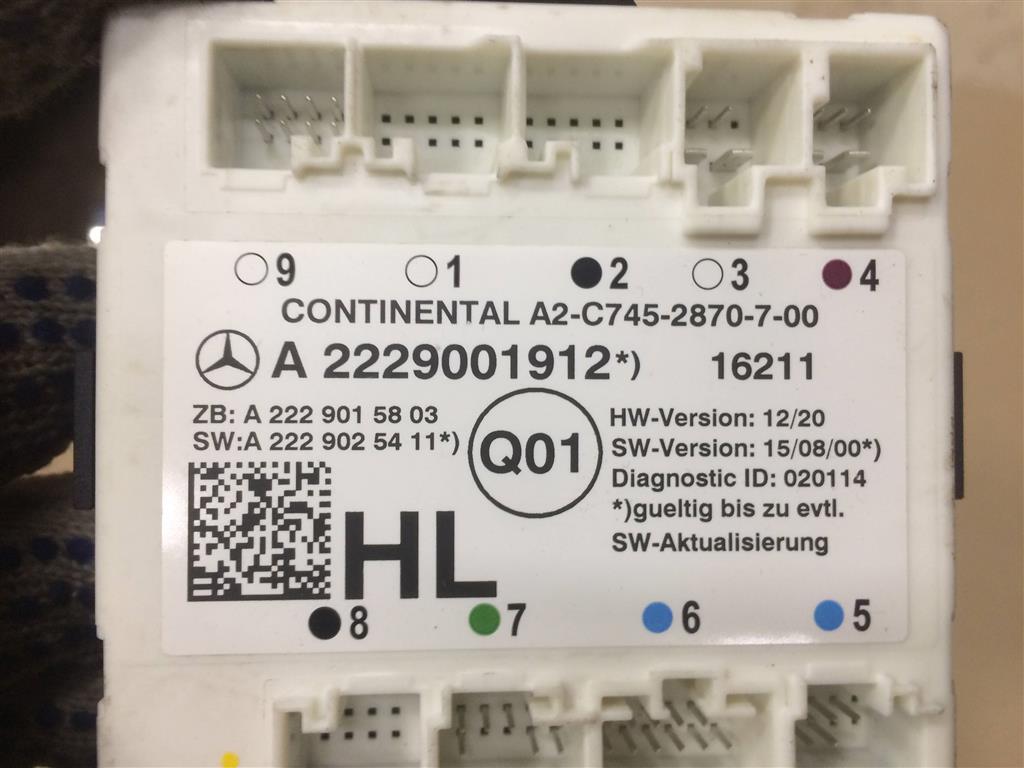 9 1 2 3 4
CONTINENTAL A2-C745-2870-7-00
A 2229001912*) 16211
ZB: A 222 901 58 03
SW:A 222 902 54 11*)
Q01
HW-Version: 12/20
SW-Version: 15/08/00*)
Diagnostic ID: 020114
*)gueltig bis zu evtl.
SW-Aktualisierung
HL
8 7 6 5